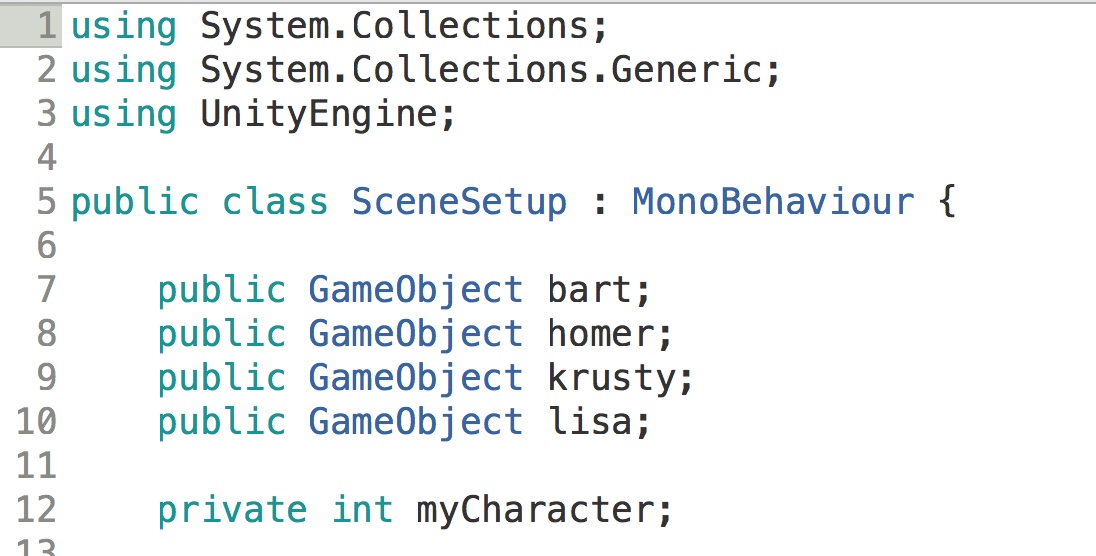 1 using System.Collections;
2 using System.Collections.Generic;
3 using UnityEngine;
4
5 public class SceneSetup : MonoBehaviour {
6
7 public GameObject bart;
8 public GameObject homer;
9 public GameObject krusty;
10 public GameObject lisa;
11
12 private int myCharacter;
13